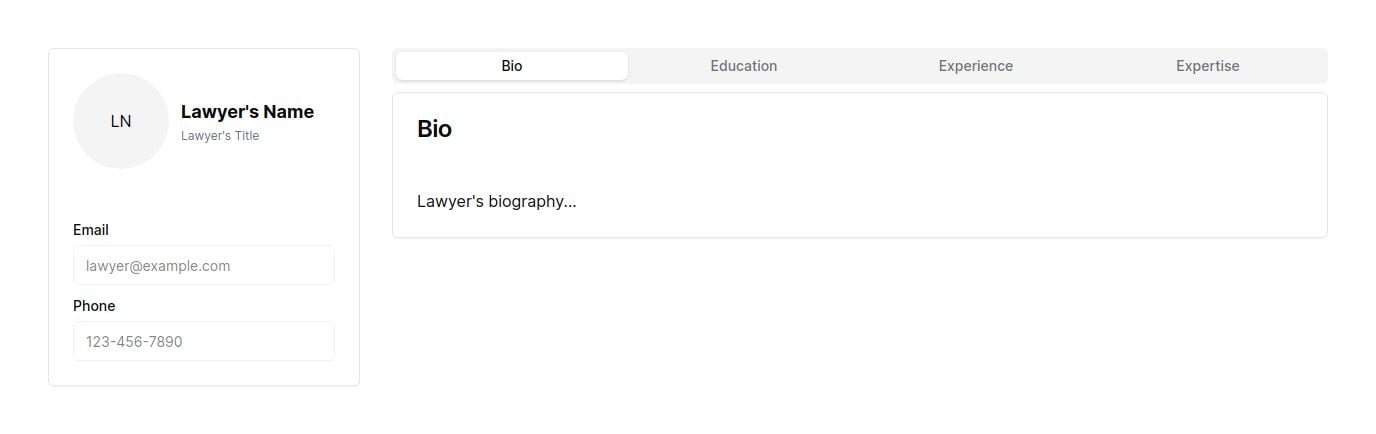 LN
Lawyer's Name
Lawyer's Title
Email
lawyer@example.com
Phone
123-456-7890
Bio Education Experience Expertise
Bio
Lawyer's biography...